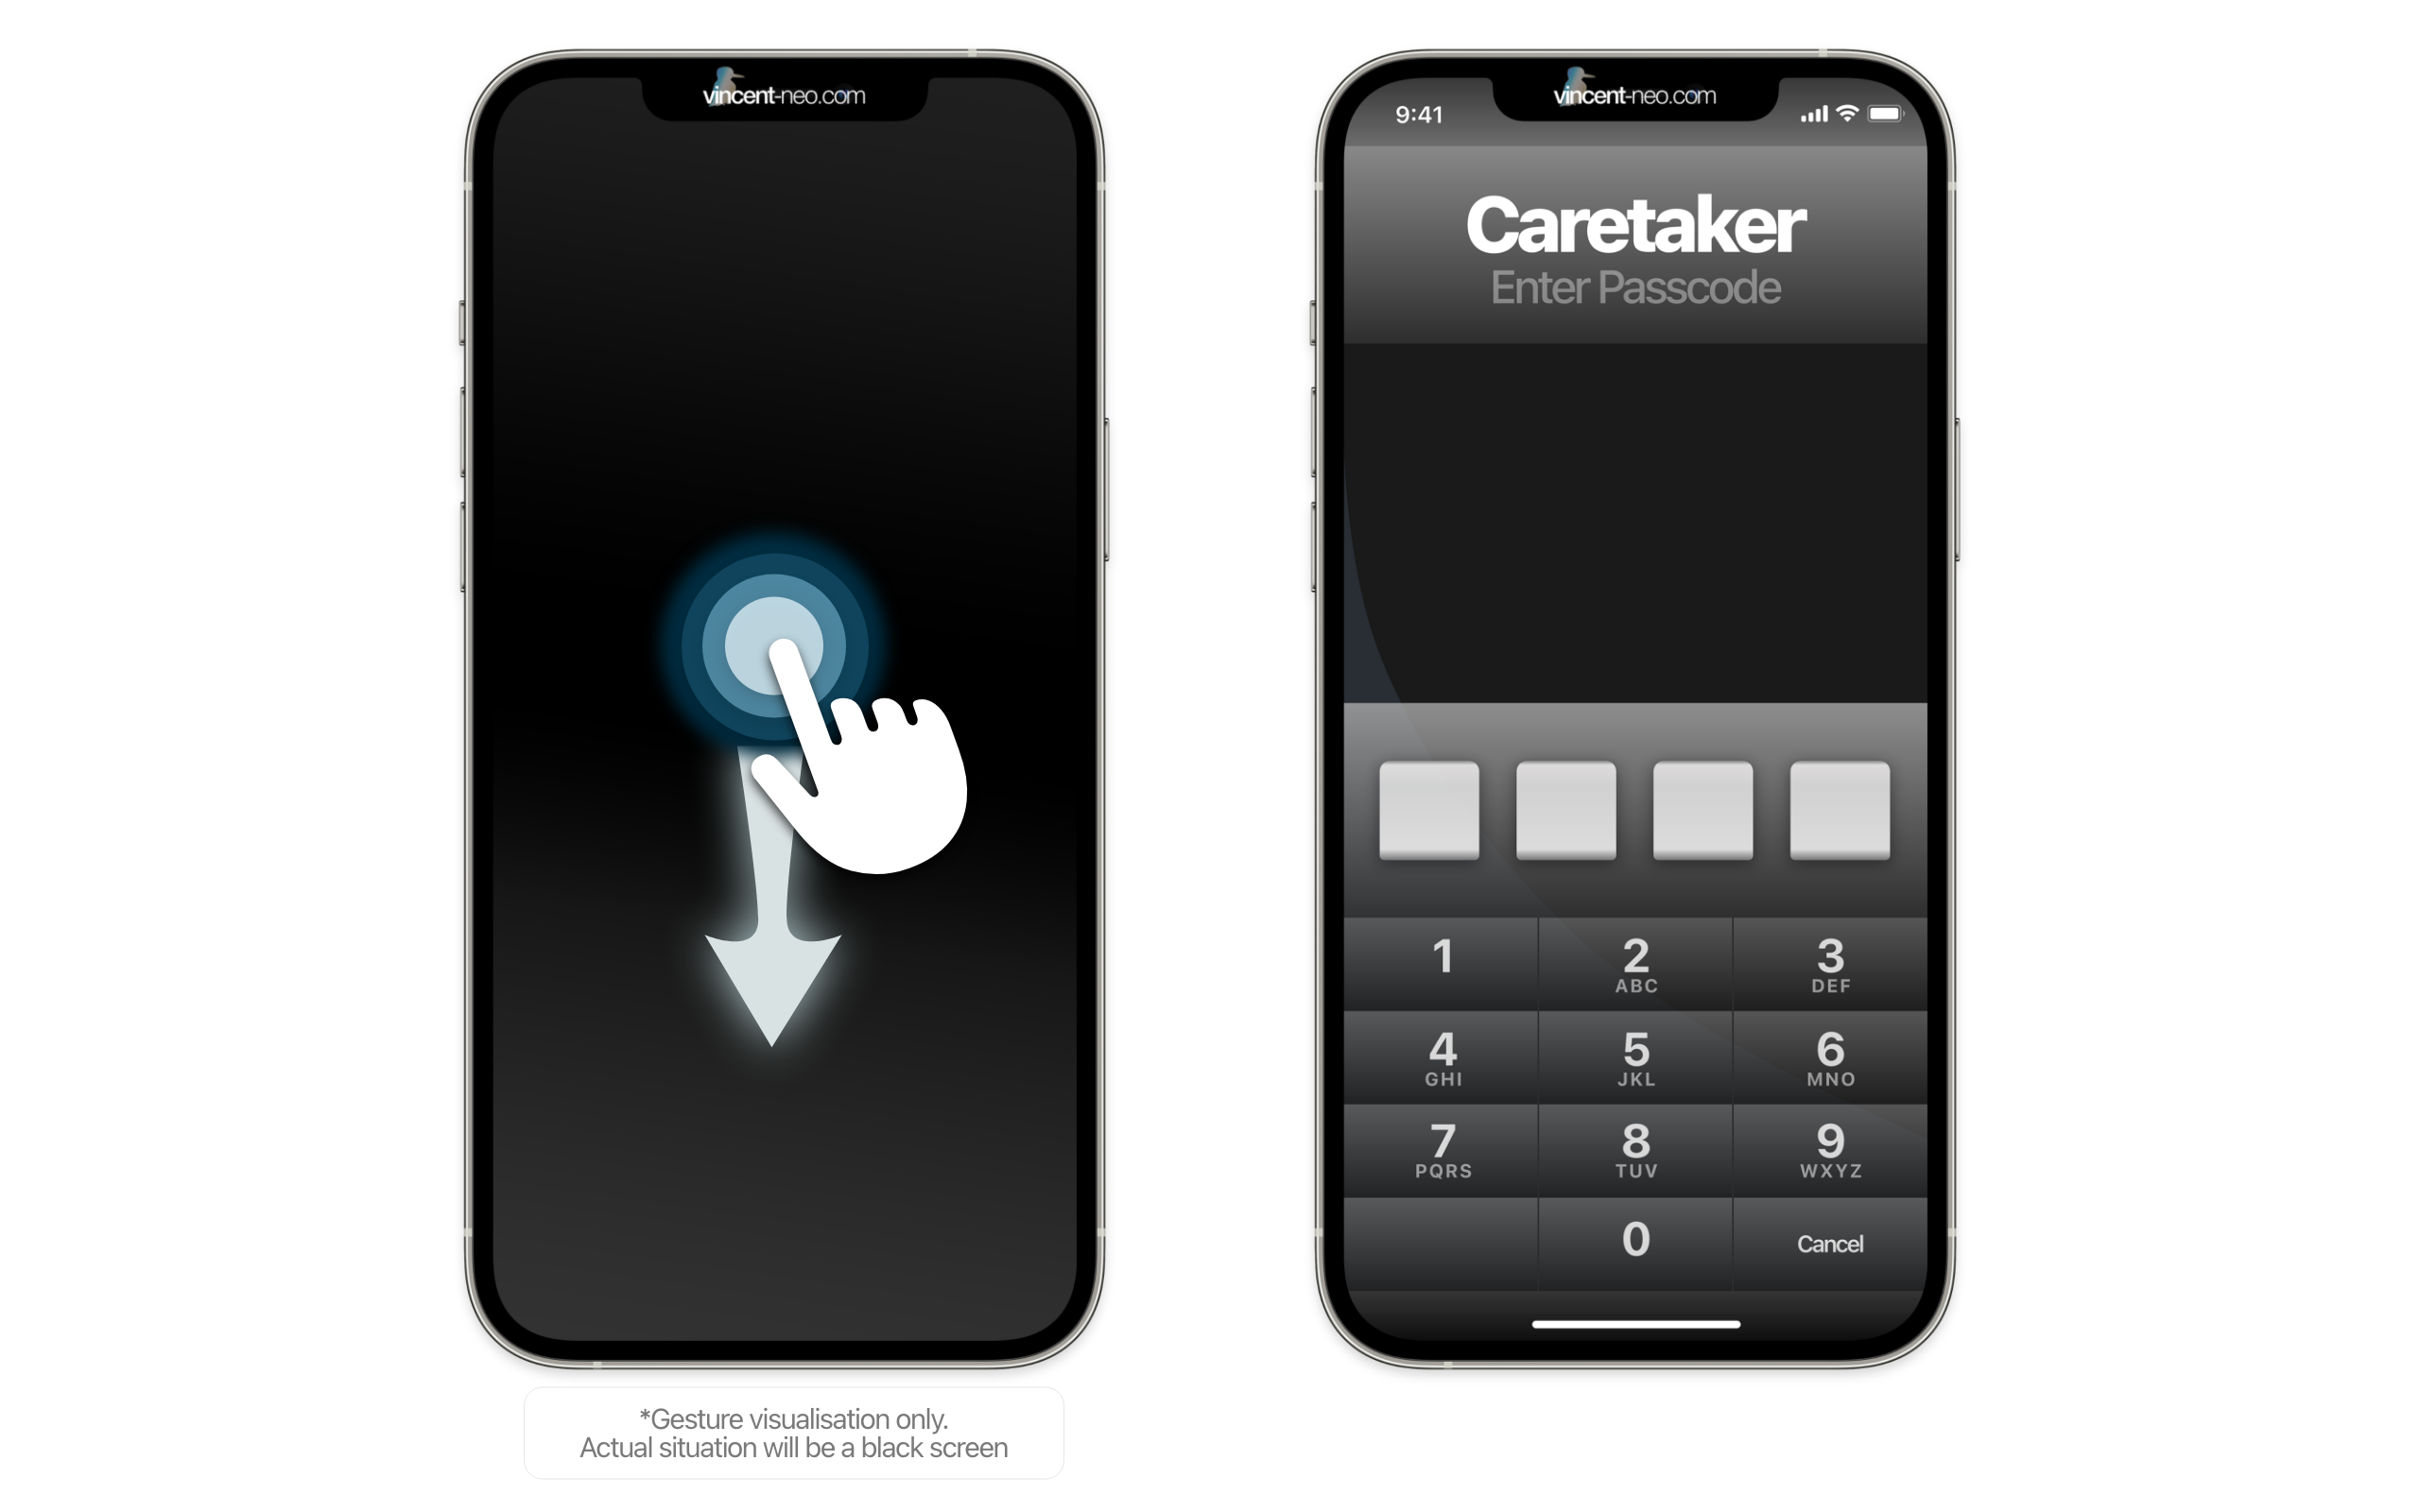 vincent-neo.com
*Gesture visualisation only.
Actual situation will be a black screen
vincent-neo.com
9:41
Caretaker
Enter Passcode
1 2 3
ABC DEF
4 5 6
GHI JKL MNO
7 8 9
PQRS TUV WXYZ
0 Cancel